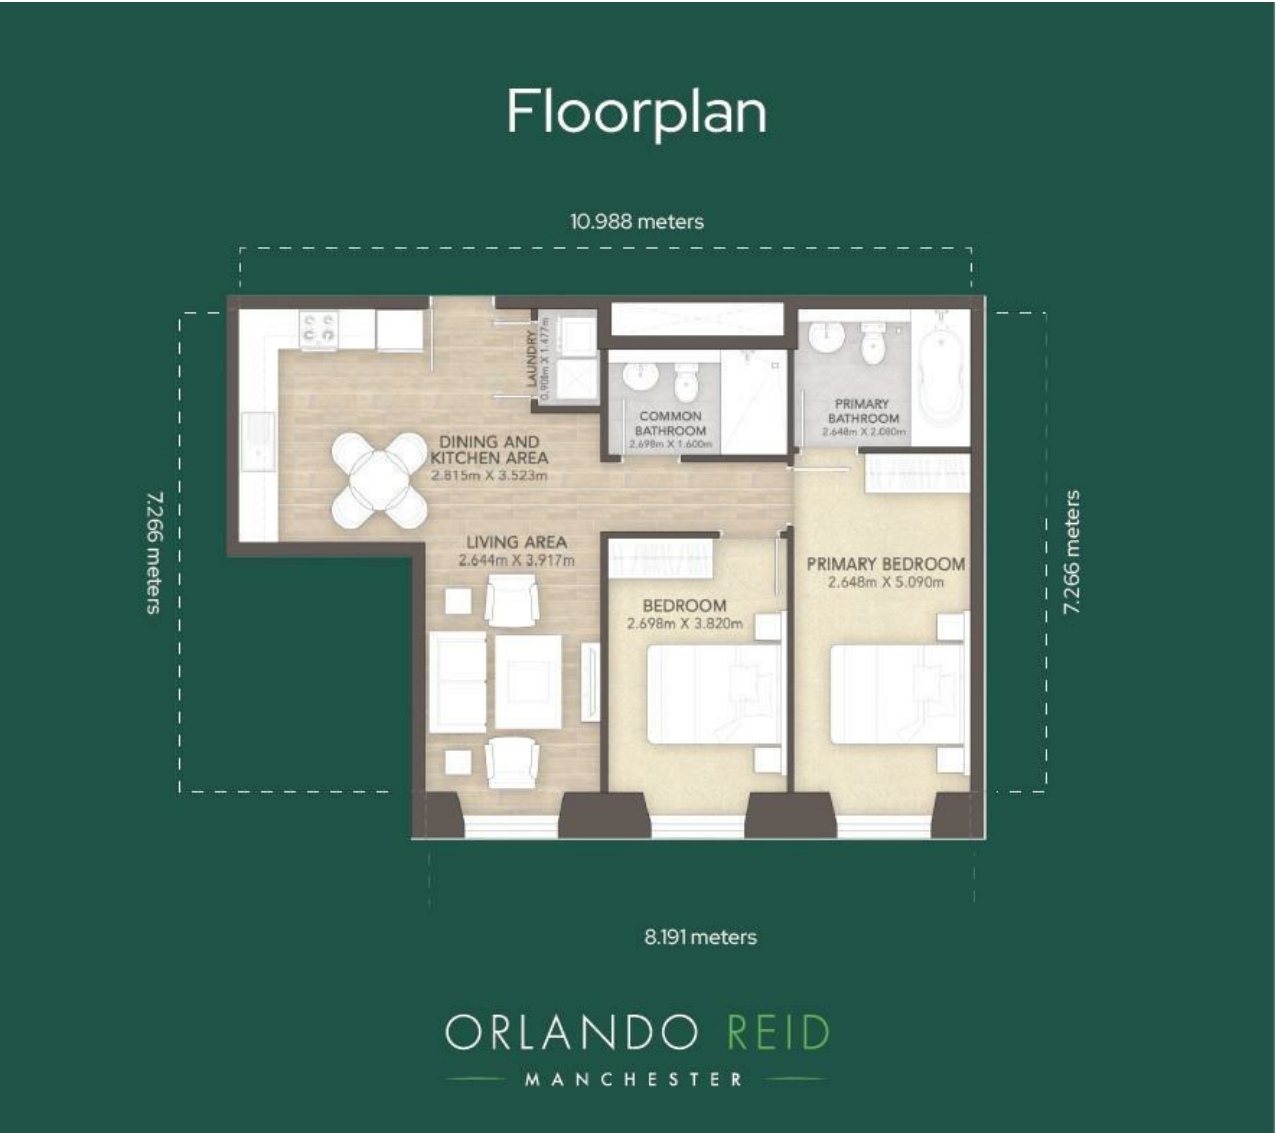 Floorplan
10.988 meters
LAUNDRY
0.908m X 1.477m
PRIMARY
BATHROOM
2.648m X 2.080m
COMMON
BATHROOM
2.698m X 1.600m
DINING AND
KITCHEN AREA
2.815m X 3.523m
7.266 meters
7.266 meters
LIVING AREA
2.644m X 3.917m
PRIMARY BEDROOM
2.648m X 5.090m
BEDROOM
2.698m X 3.820m
8.191 meters
ORLANDO REID
MANCHESTER